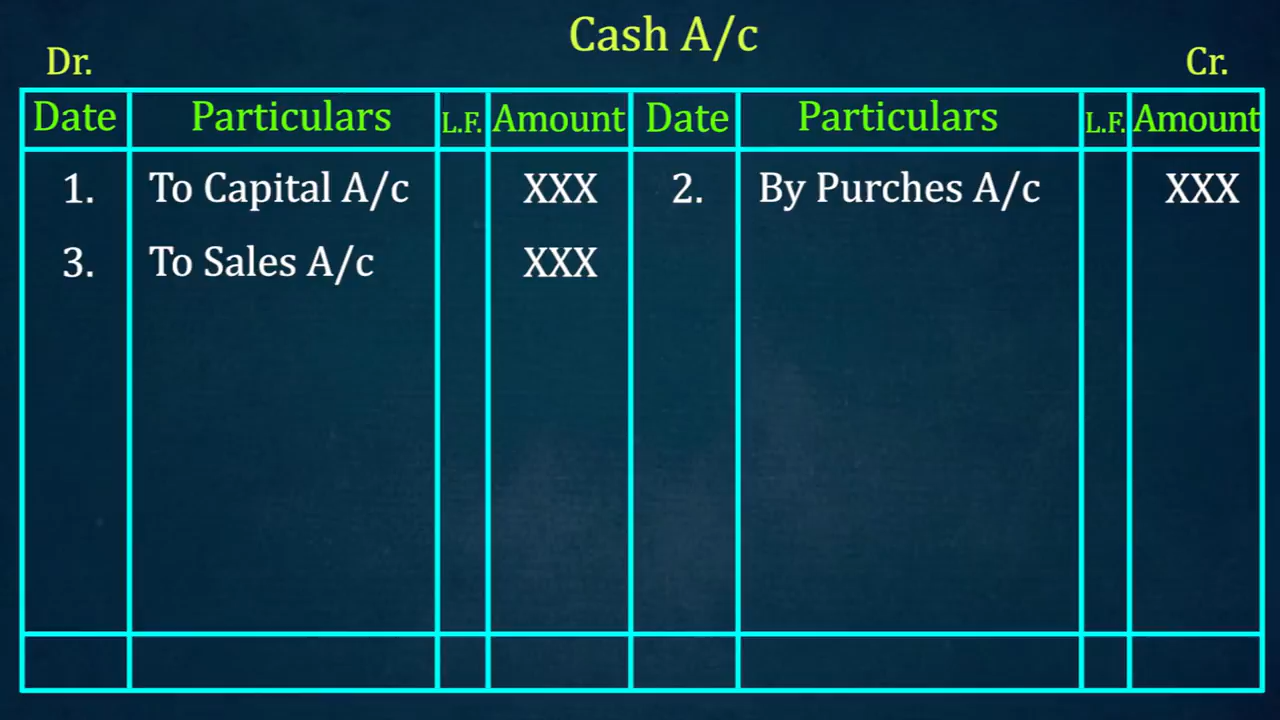 Cash A/c
Dr. Cr.
Date Particulars L.F. Amount Date Particulars L.F. Amount
1. To Capital A/c XXX 2. By Purches A/c XXX
3. To Sales A/c XXX